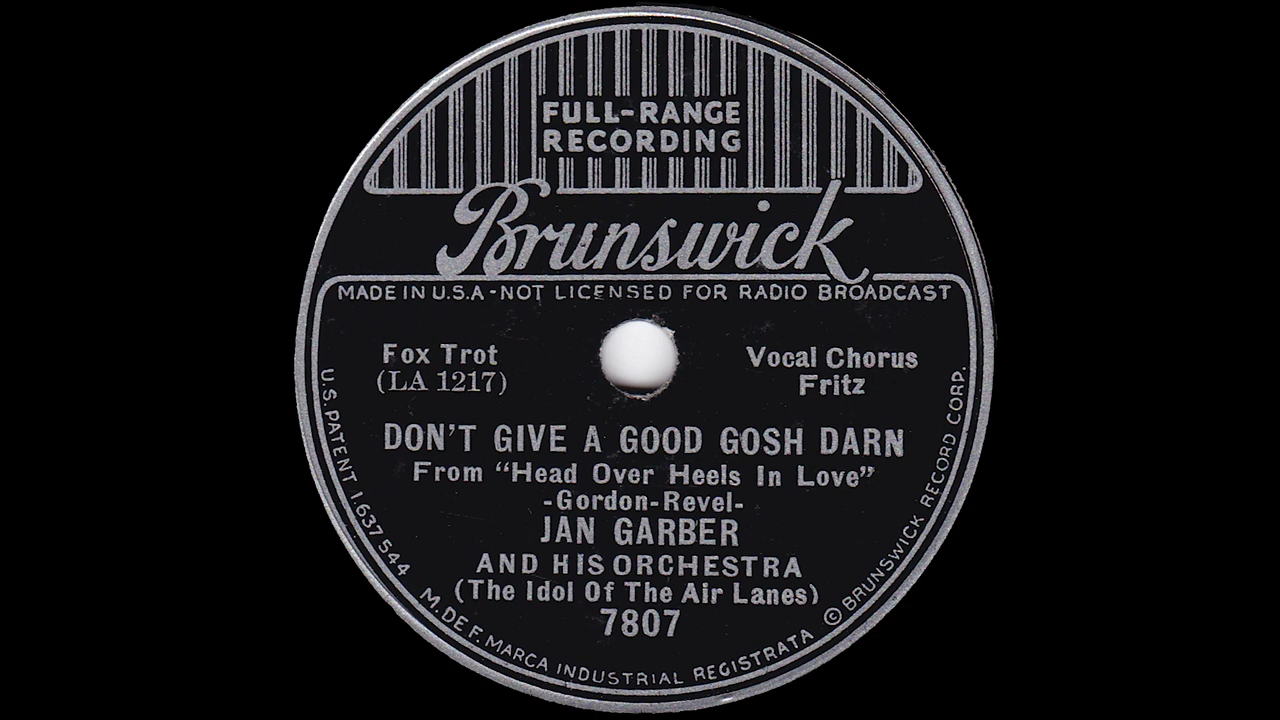 FULL-RANGE
RECORDING
Brunswick
MADE IN U.S.A-NOT LICENSED FOR RADIO BROADCAST
Fox Trot
(LA 1217)
Vocal Chorus
Fritz
DON'T GIVE A GOOD GOSH DARN
From "Head Over Heels In Love"
-Gordon-Revel-
JAN GARBER
AND HIS ORCHESTRA
(The Idol Of The Air Lanes)
7807
U.S. PATENT 1,637544 M. DE F. MARCA INDUSTRIAL REGISTRATA © BRUNSWICK RECORD CORP.